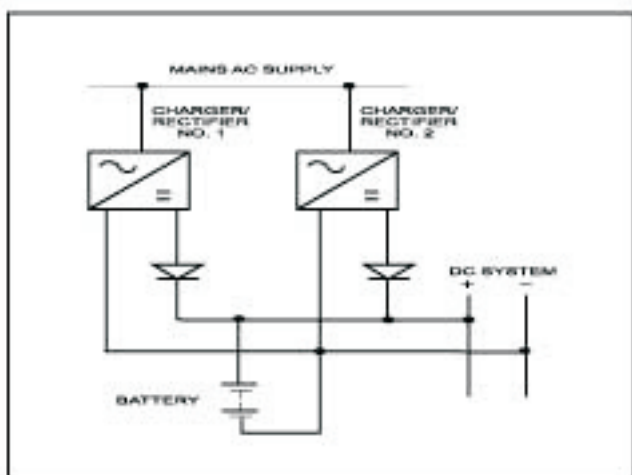 MAINS AC SUPPLY
CHARGER/
RECTIFIER
NO. 1
CHARGER/
RECTIFIER
NO. 2
DC SYSTEM
+ −
BATTERY